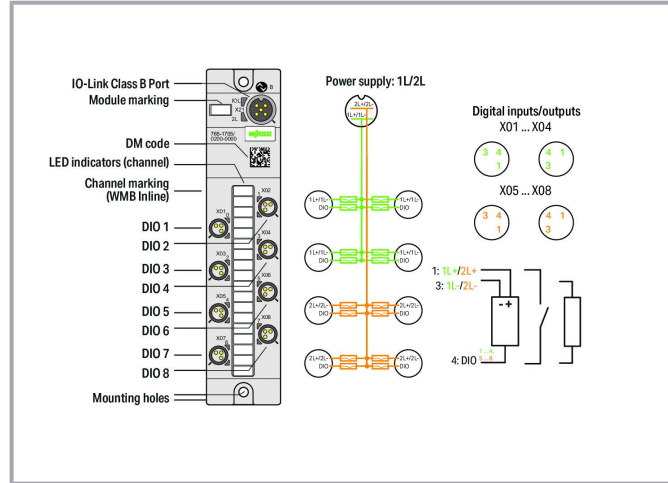 IO-Link Class B Port
Module marking
DM code
LED indicators (channel)
Channel marking
(WMB Inline)
DIO 1
DIO 2
DIO 3
DIO 4
DIO 5
DIO 6
DIO 7
DIO 8
Mounting holes
B
IOL
X21
2L
WAGO
765-1705/
0200-0000
X02
X01
X04
X03
X05
X08
X07
Power supply: 1L/2L
2L+/2L-
1L+/1L-
1L+/1L-
DIO
1L+/1L-
DIO
1L+/1L-
DIO
1L+/1L-
DIO
2L+/2L-
DIO
2L+/2L-
DIO
2L+/2L-
DIO
2L+/2L-
DIO
Digital inputs/outputs
X01 ... X04
3 4
1
4 1
3
X05 ... X08
3 4
1
4 1
3
1: 1L+/2L+
3: 1L-/2L-
- +
4: DIO